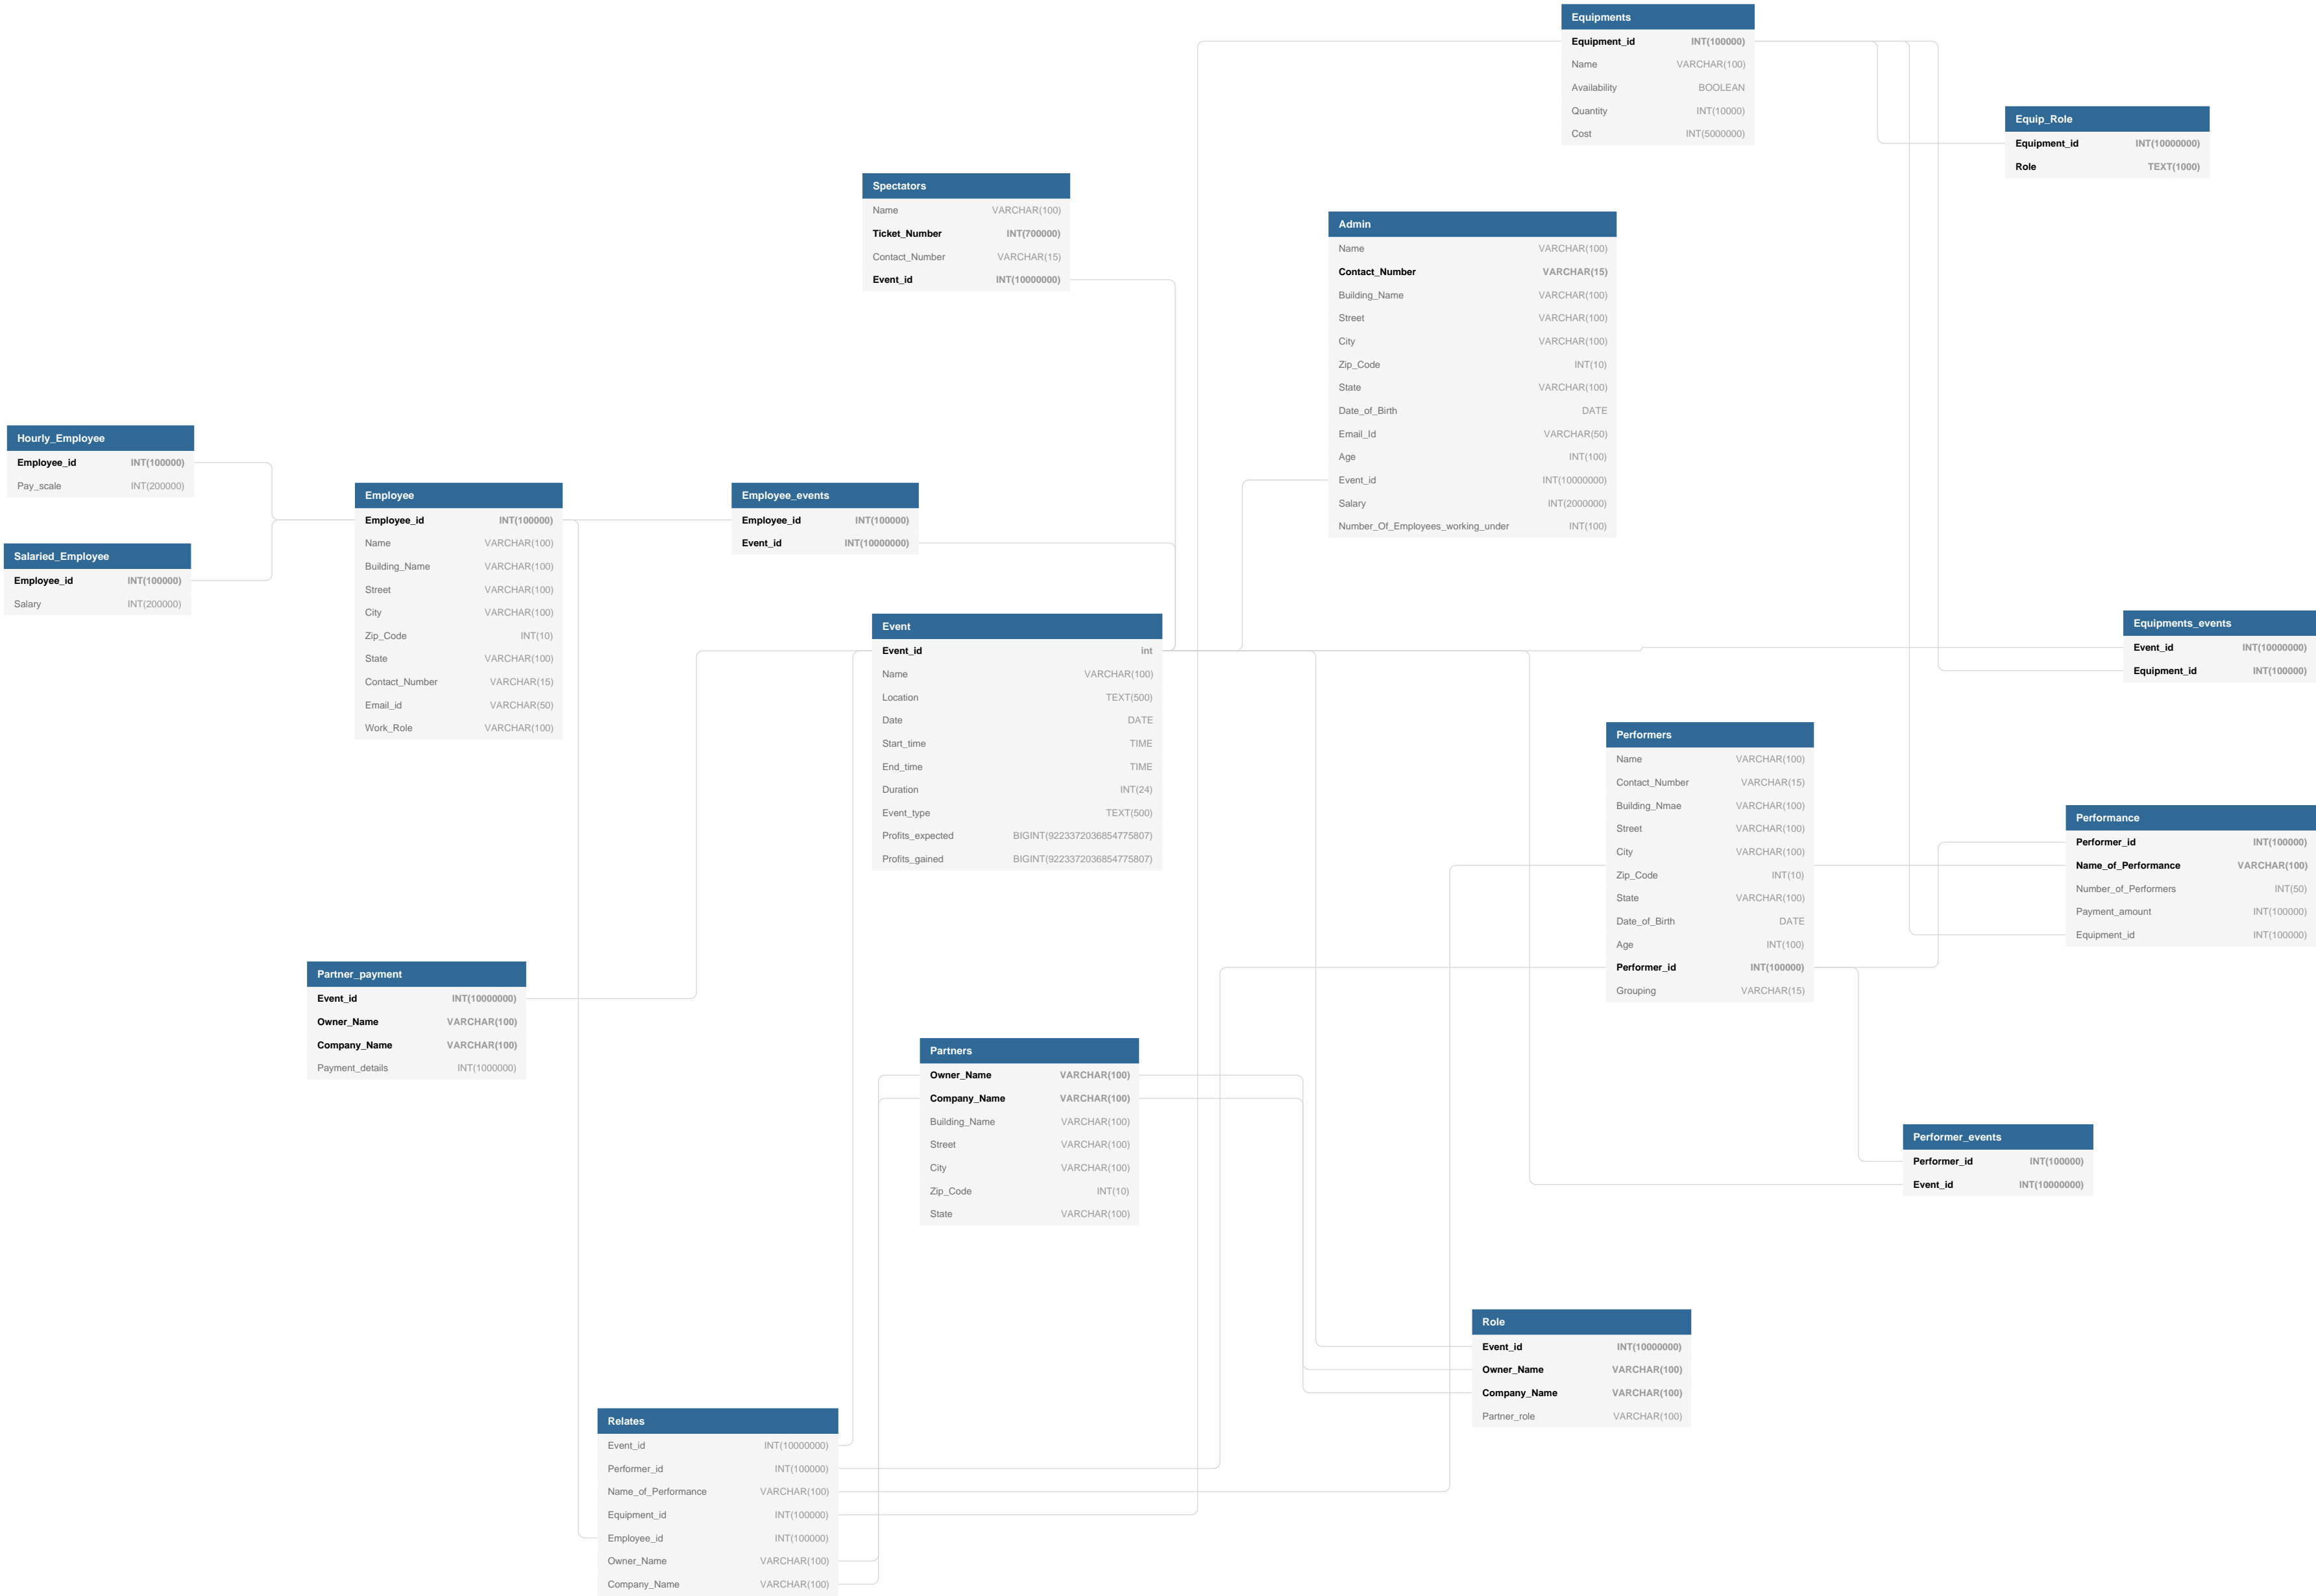 Equipments
Equipment_id INT(100000)
Name VARCHAR(100)
Availability BOOLEAN
Quantity INT(10000)
Cost INT(5000000)
Equip_Role
Equipment_id INT(10000000)
Role TEXT(1000)
Spectators
Name VARCHAR(100)
Ticket_Number INT(700000)
Contact_Number VARCHAR(15)
Event_id INT(10000000)
Admin
Name VARCHAR(100)
Contact_Number VARCHAR(15)
Building_Name VARCHAR(100)
Street VARCHAR(100)
City VARCHAR(100)
Zip_Code INT(10)
State VARCHAR(100)
Date_of_Birth DATE
Email_Id VARCHAR(50)
Age INT(100)
Event_id INT(10000000)
Salary INT(2000000)
Number_Of_Employees_working_under INT(100)
Hourly_Employee
Employee_id INT(100000)
Pay_scale INT(200000)
Salaried_Employee
Employee_id INT(100000)
Salary INT(200000)
Employee
Employee_id INT(100000)
Name VARCHAR(100)
Building_Name VARCHAR(100)
Street VARCHAR(100)
City VARCHAR(100)
Zip_Code INT(10)
State VARCHAR(100)
Contact_Number VARCHAR(15)
Email_id VARCHAR(50)
Work_Role VARCHAR(100)
Employee_events
Employee_id INT(100000)
Event_id INT(10000000)
Event
Event_id int
Name VARCHAR(100)
Location TEXT(500)
Date DATE
Start_time TIME
End_time TIME
Duration INT(24)
Event_type TEXT(500)
Profits_expected BIGINT(9223372036854775807)
Profits_gained BIGINT(9223372036854775807)
Equipments_events
Event_id INT(10000000)
Equipment_id INT(100000)
Performers
Name VARCHAR(100)
Contact_Number VARCHAR(15)
Building_Nmae VARCHAR(100)
Street VARCHAR(100)
City VARCHAR(100)
Zip_Code INT(10)
State VARCHAR(100)
Date_of_Birth DATE
Age INT(100)
Performer_id INT(100000)
Grouping VARCHAR(15)
Performance
Performer_id INT(100000)
Name_of_Performance VARCHAR(100)
Number_of_Performers INT(50)
Payment_amount INT(100000)
Equipment_id INT(100000)
Partner_payment
Event_id INT(10000000)
Owner_Name VARCHAR(100)
Company_Name VARCHAR(100)
Payment_details INT(1000000)
Partners
Owner_Name VARCHAR(100)
Company_Name VARCHAR(100)
Building_Name VARCHAR(100)
Street VARCHAR(100)
City VARCHAR(100)
Zip_Code INT(10)
State VARCHAR(100)
Performer_events
Performer_id INT(100000)
Event_id INT(10000000)
Role
Event_id INT(10000000)
Owner_Name VARCHAR(100)
Company_Name VARCHAR(100)
Partner_role VARCHAR(100)
Relates
Event_id INT(10000000)
Performer_id INT(100000)
Name_of_Performance VARCHAR(100)
Equipment_id INT(100000)
Employee_id INT(100000)
Owner_Name VARCHAR(100)
Company_Name VARCHAR(100)